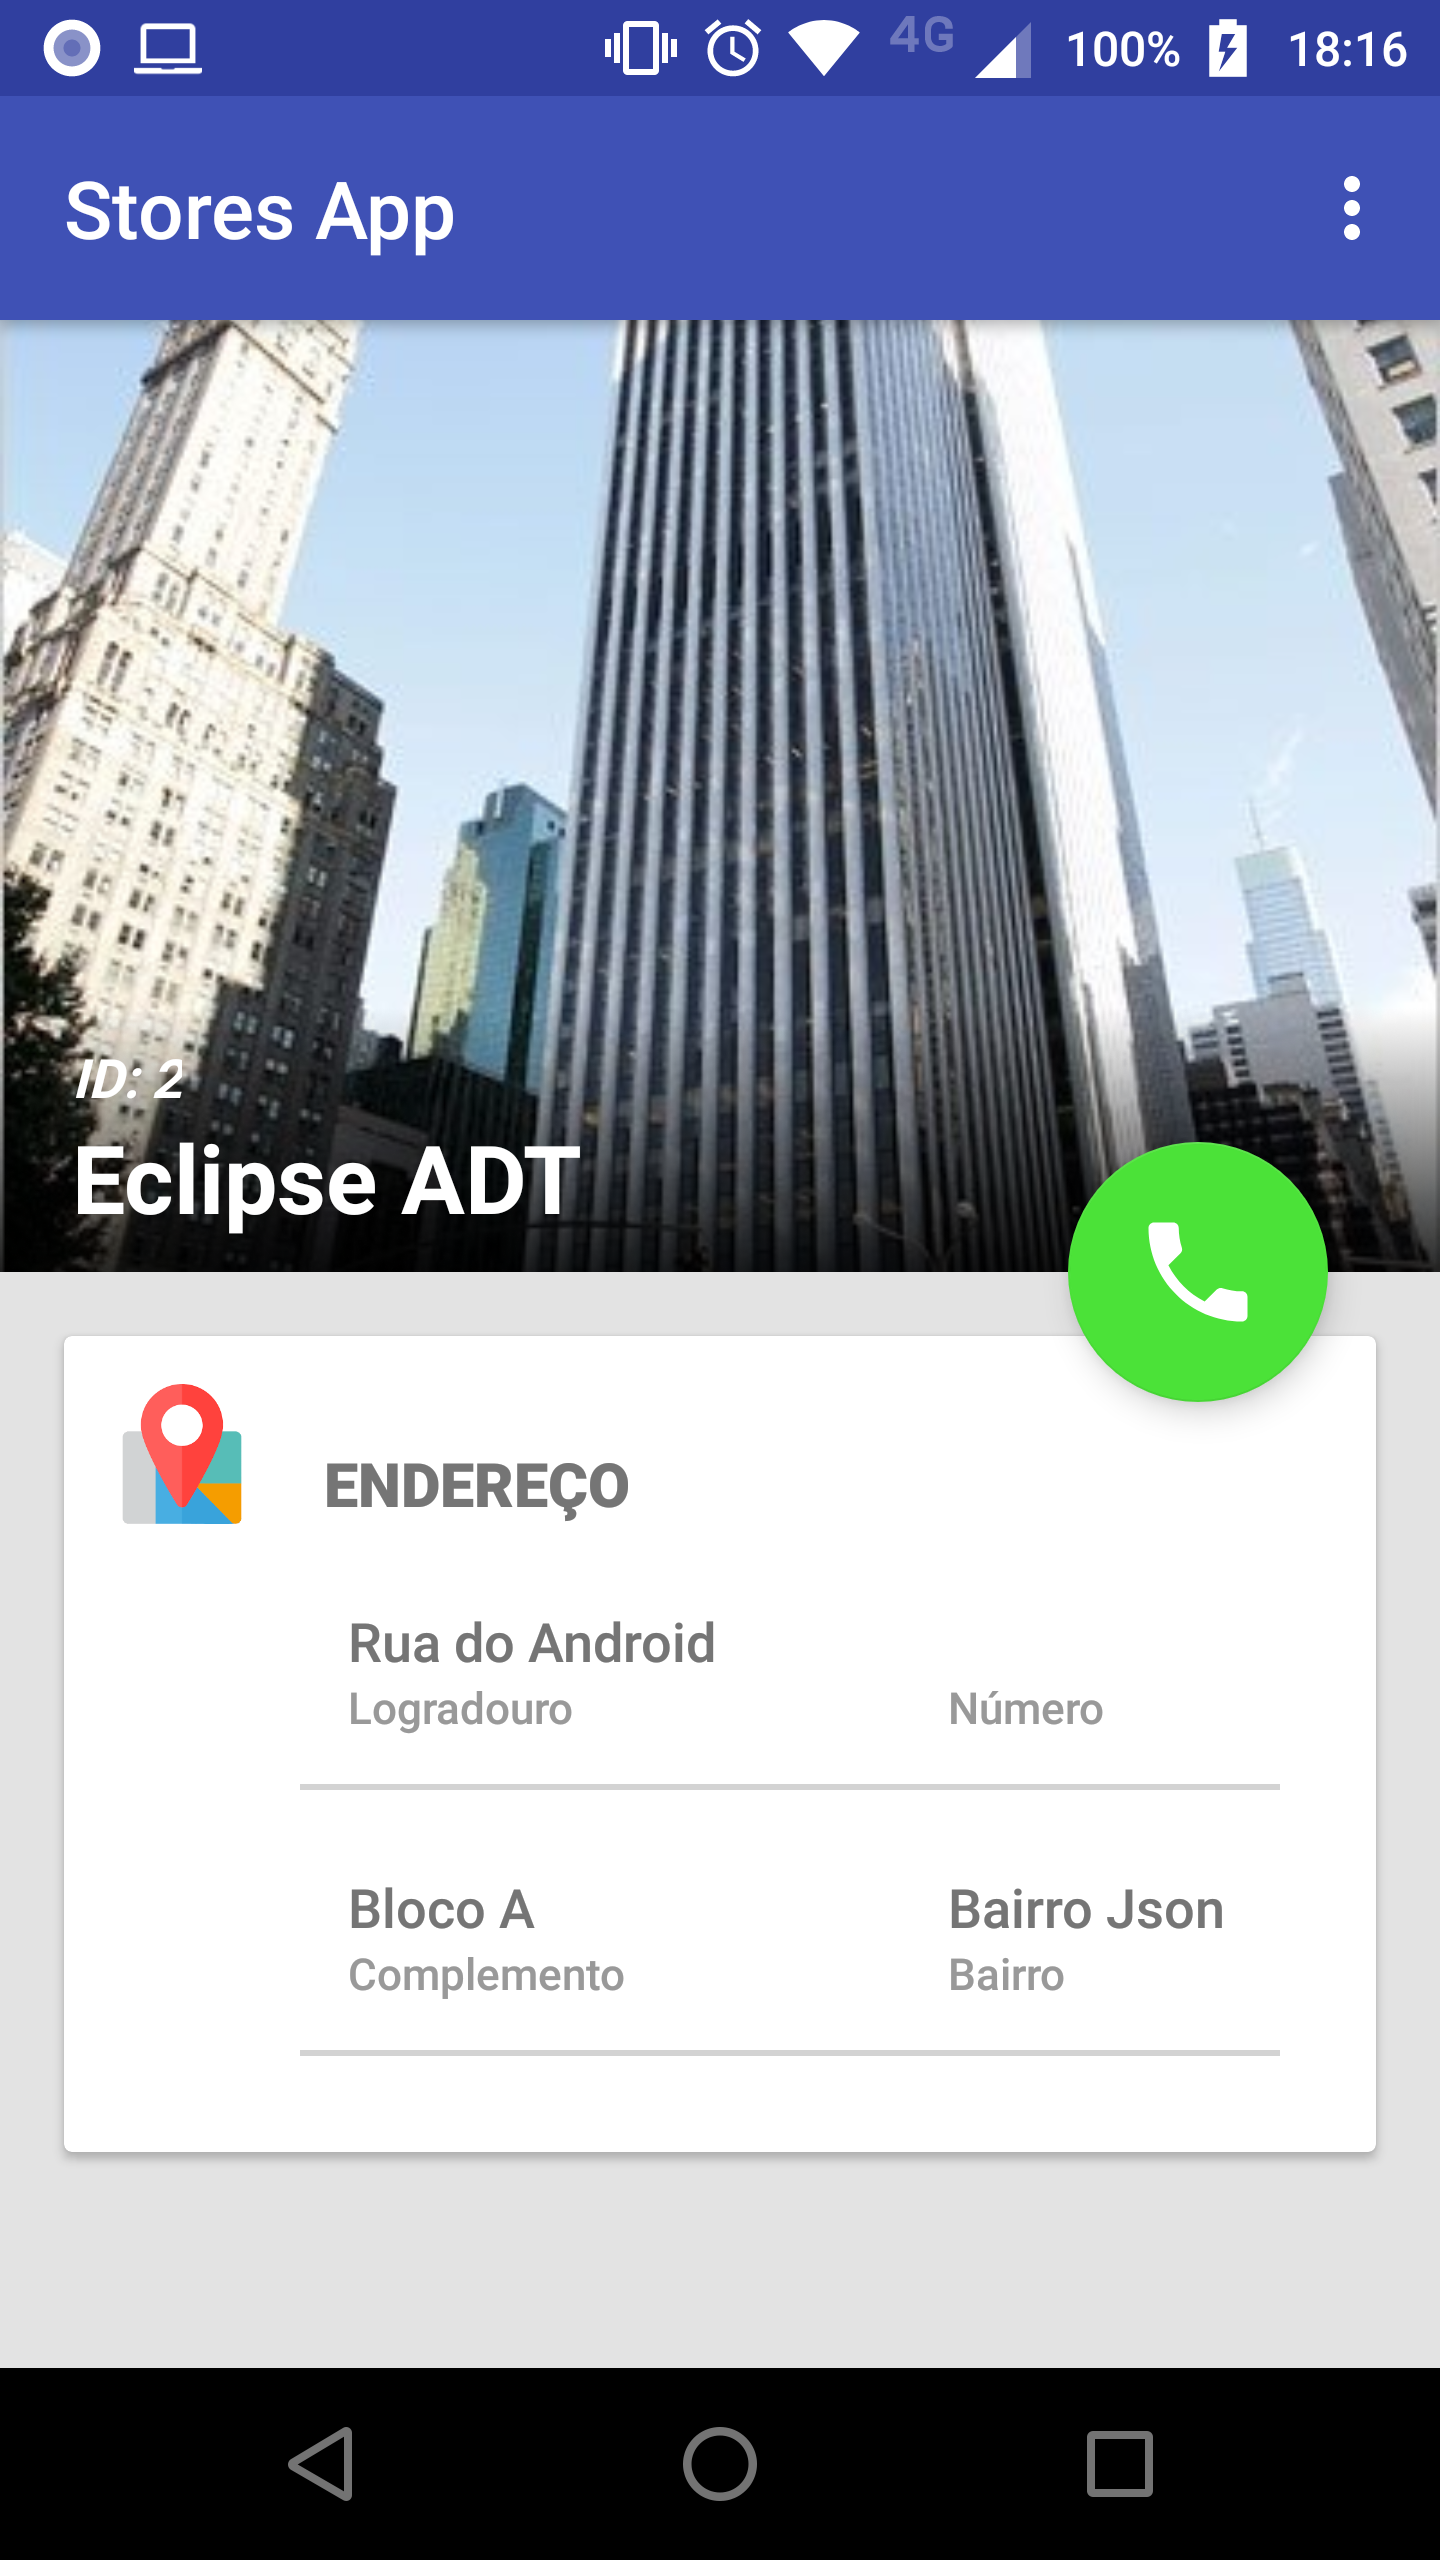 4G 100% 18:16
Stores App
ID: 2
Eclipse ADT
ENDEREÇO
Rua do Android
Logradouro Número
Bloco A Bairro Json
Complemento Bairro